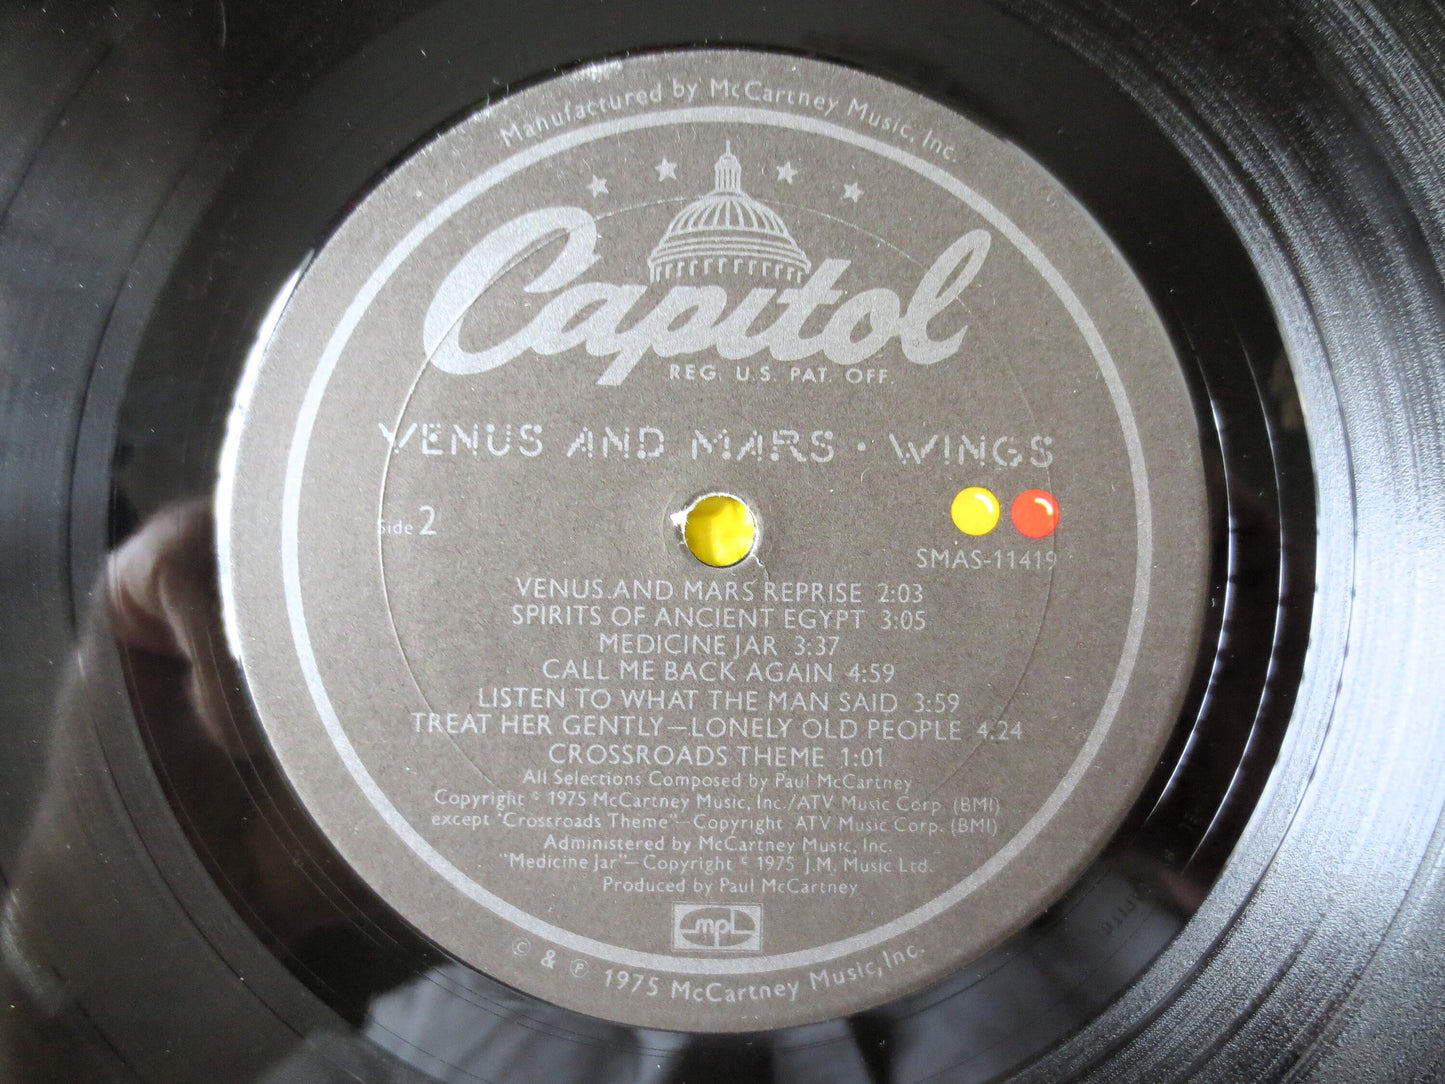 Manufactured by McCartney Music, Inc.
Capitol
REG. U.S. PAT. OFF.
VENUS AND MARS · WINGS
Side 2
SMAS-11419
VENUS AND MARS REPRISE 2:03
SPIRITS OF ANCIENT EGYPT 3:05
MEDICINE JAR 3:37
CALL ME BACK AGAIN 4:59
LISTEN TO WHAT THE MAN SAID 3:59
TREAT HER GENTLY—LONELY OLD PEOPLE 4:24
CROSSROADS THEME 1:01
All Selections Composed by Paul McCartney
Copyright © 1975 McCartney Music, Inc./ATV Music Corp. (BMI)
except "Crossroads Theme"—Copyright ATV Music Corp. (BMI)
Administered by McCartney Music, Inc.
"Medicine Jar"—Copyright © 1975 J.M. Music Ltd.
Produced by Paul McCartney
mpl
© & ℗ 1975 McCartney Music, Inc.